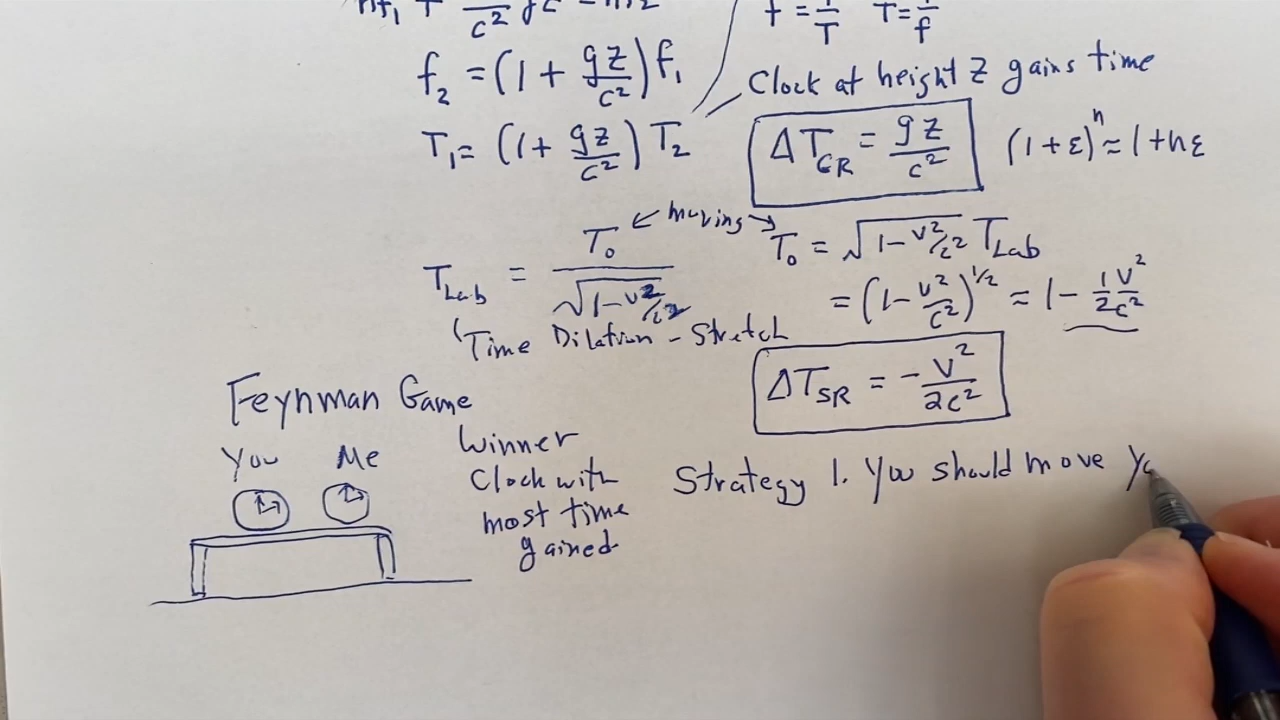 c²
f = 1/T T = 1/f
f₂ = (1 + gz/c²) f₁
Clock at height z gains time
T₁ = (1 + gz/c²) T₂
ΔT_GR = gz/c²
(1+ε)ⁿ ≈ 1+nε
← moving →
T_Lab = T₀/√(1-v²/c²)
T₀ = √(1-v²/c²) T_Lab
= (1-v²/c²)^1/2 ≈ 1 - 1/2 v²/c²
Time Dilation - Stretch
ΔT_SR = - v²/2c²
Feynman Game
You Me
Winner
Clock with
most time
gained
Strategy 1. You should move Yo